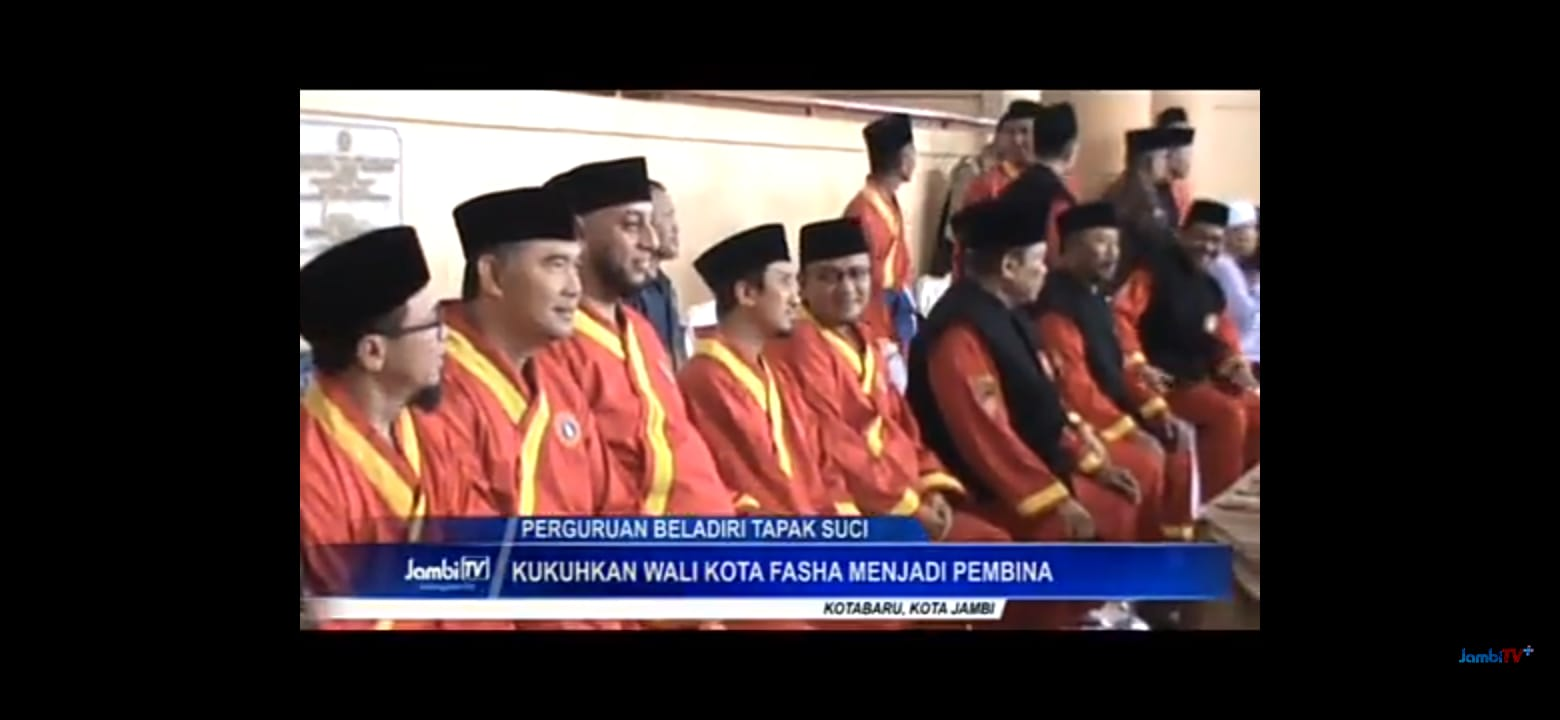 PERGURUAN BELADIRI TAPAK SUCI
JambiTV
KUKUHKAN WALI KOTA FASHA MENJADI PEMBINA
KOTABARU, KOTA JAMBI
JambiTV+